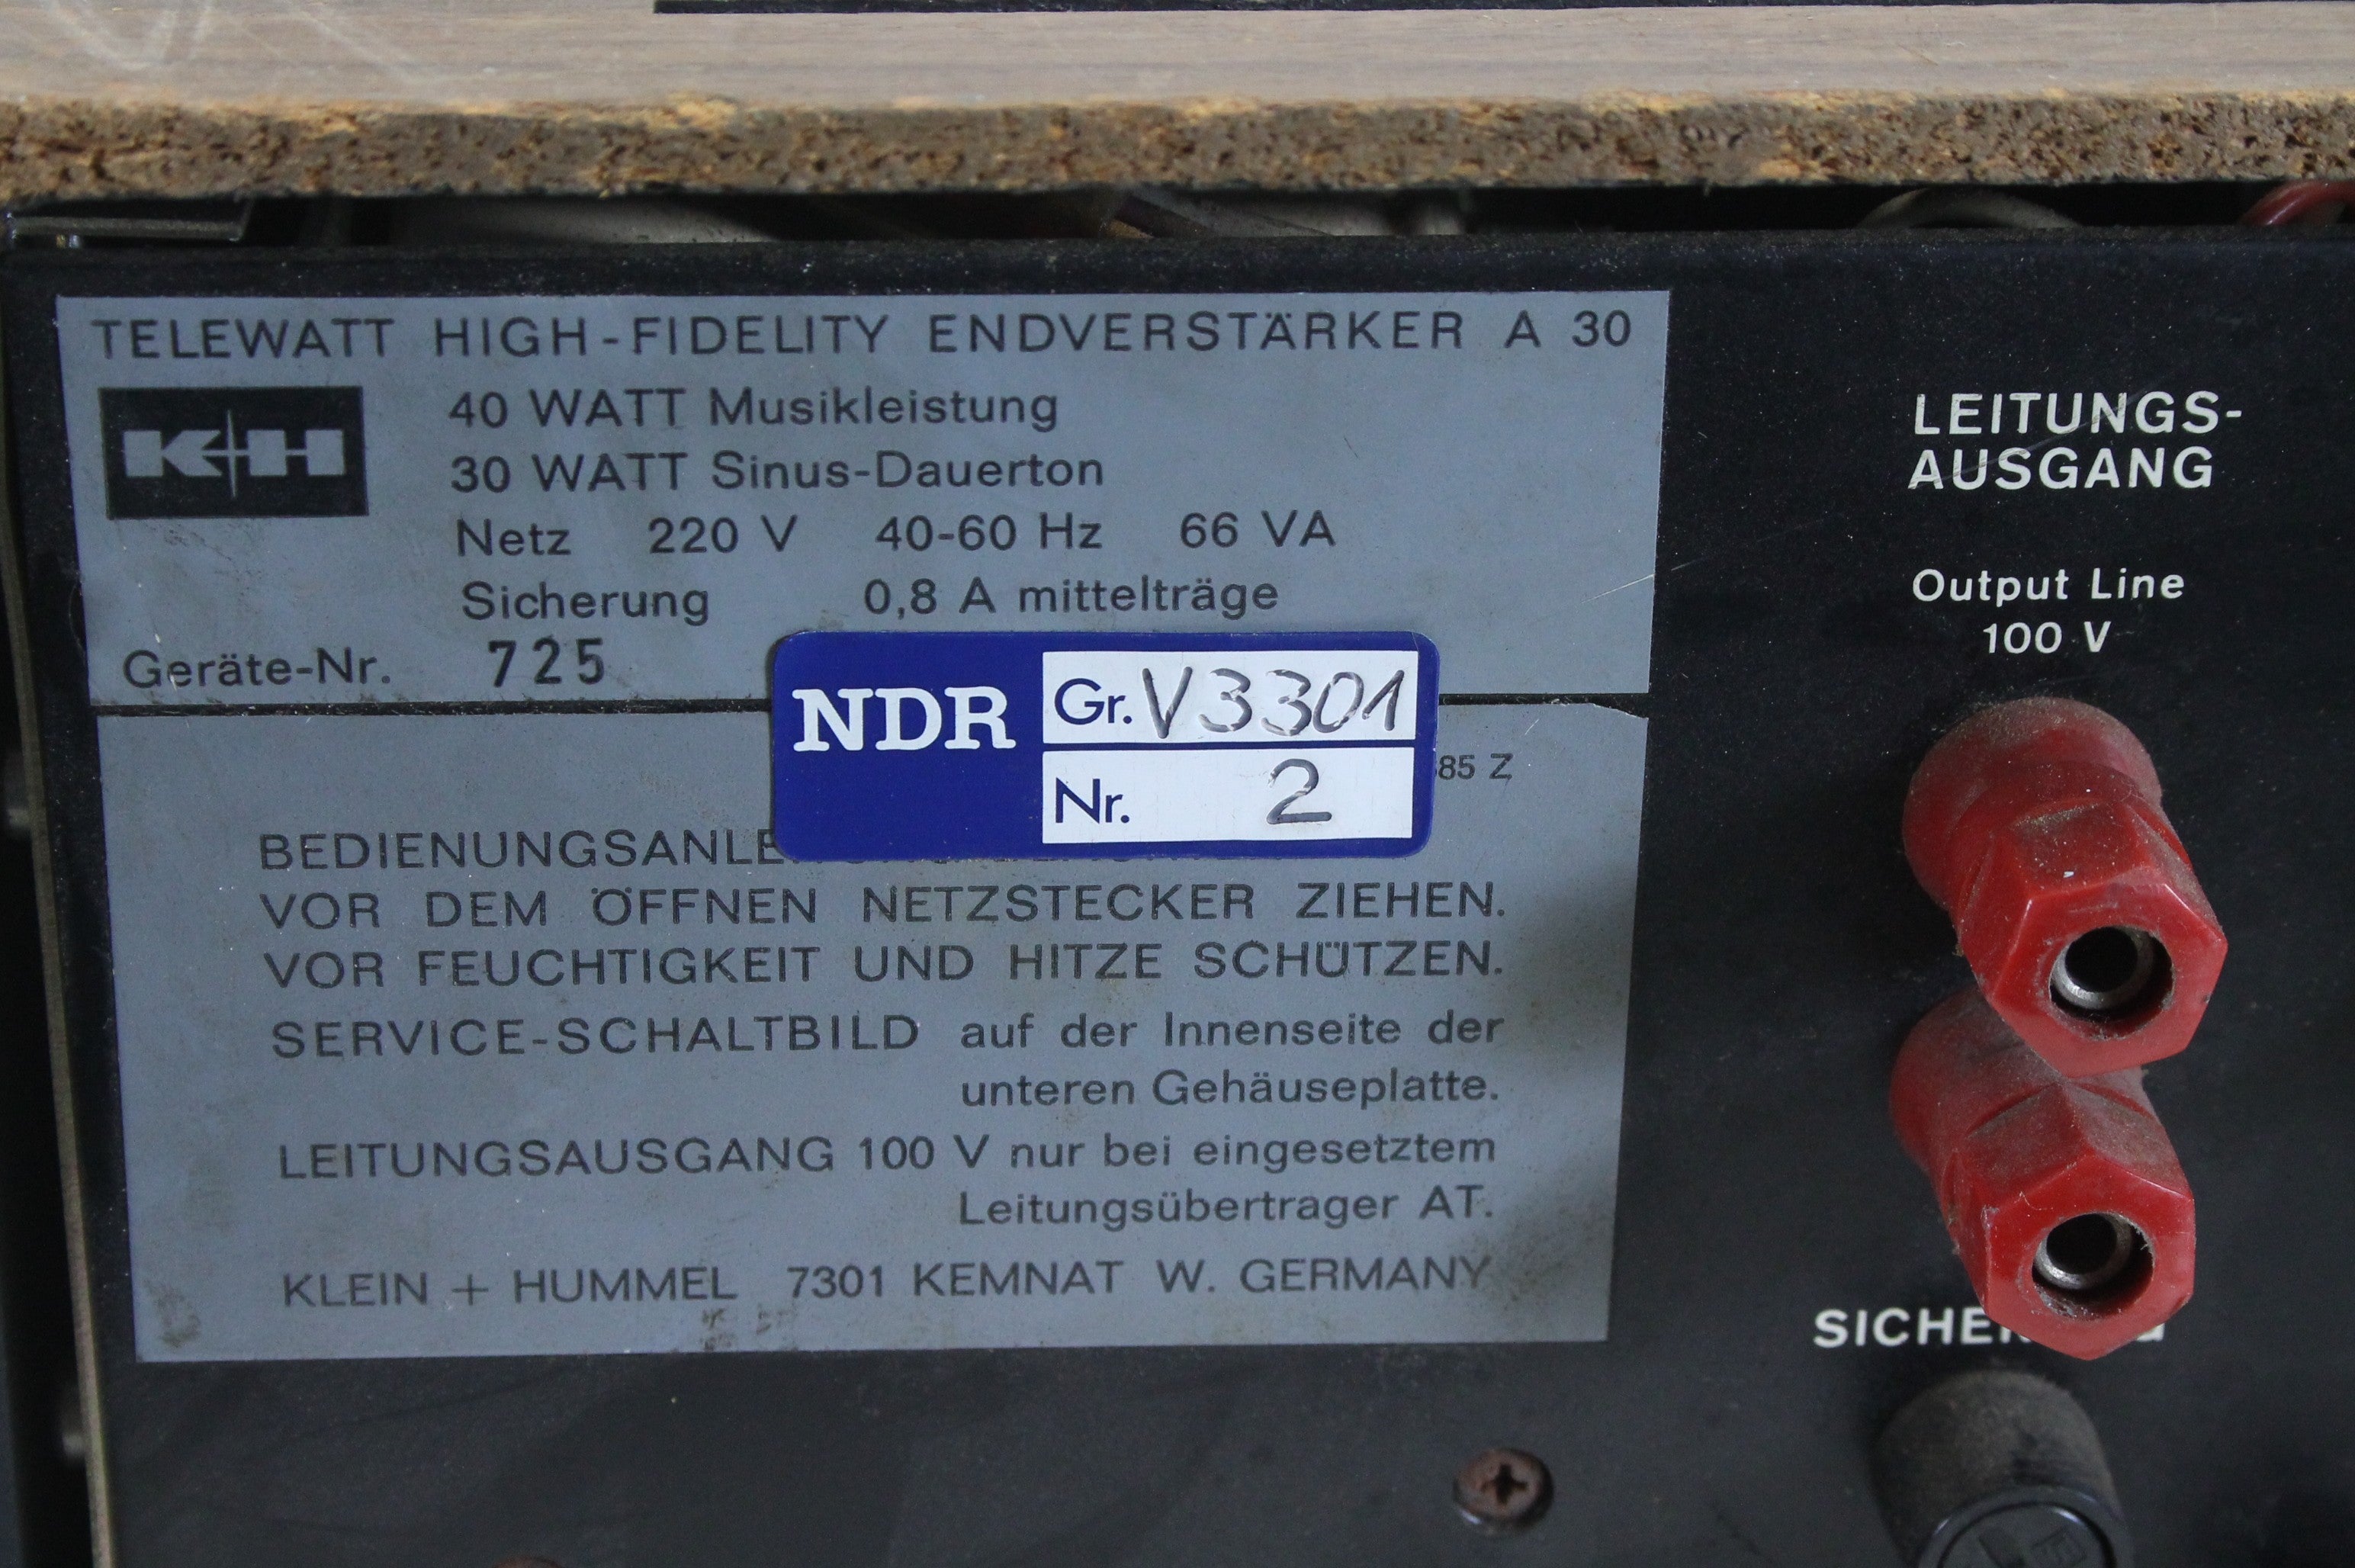 TELEWATT HIGH-FIDELITY ENDVERSTÄRKER A 30
K+H
40 WATT Musikleistung
30 WATT Sinus-Dauerton
Netz 220 V 40-60 Hz 66 VA
Sicherung 0,8 A mittelträge
Geräte-Nr. 725
NDR
Gr. V3301
Nr. 2
85 Z
VOR DEM ÖFFNEN NETZSTECKER ZIEHEN.
VOR FEUCHTIGKEIT UND HITZE SCHÜTZEN.
SERVICE-SCHALTBILD auf der Innenseite der
unteren Gehäuseplatte.
LEITUNGSAUSGANG 100 V nur bei eingesetztem
Leitungsübertrager AT.
KLEIN + HUMMEL 7301 KEMNAT W. GERMANY
LEITUNGS-
AUSGANG
Output Line
100 V